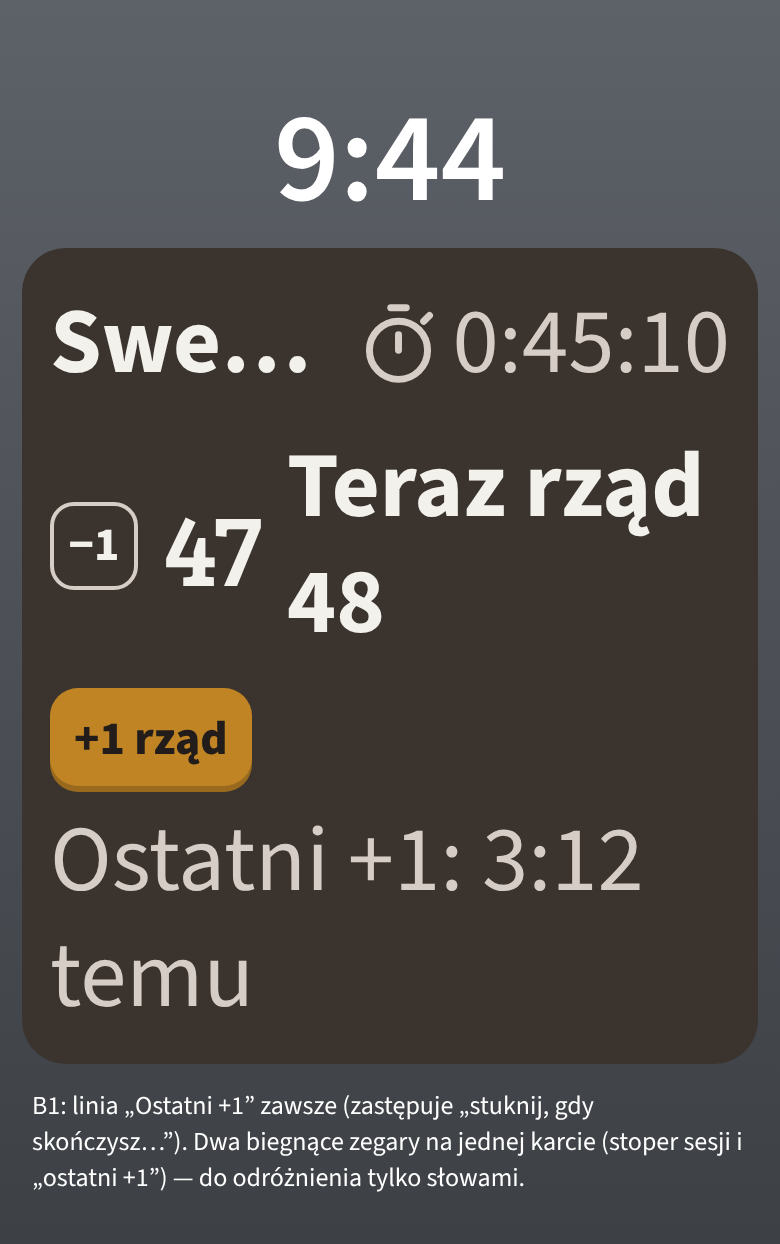 9:44
Swe... 0:45:10
−1 47 Teraz rząd
48
+1 rząd
Ostatni +1: 3:12
temu
B1: linia „Ostatni +1” zawsze (zastępuje „stuknij, gdy
skończysz…”). Dwa biegnące zegary na jednej karcie (stoper sesji i
„ostatni +1”) — do odróżnienia tylko słowami.